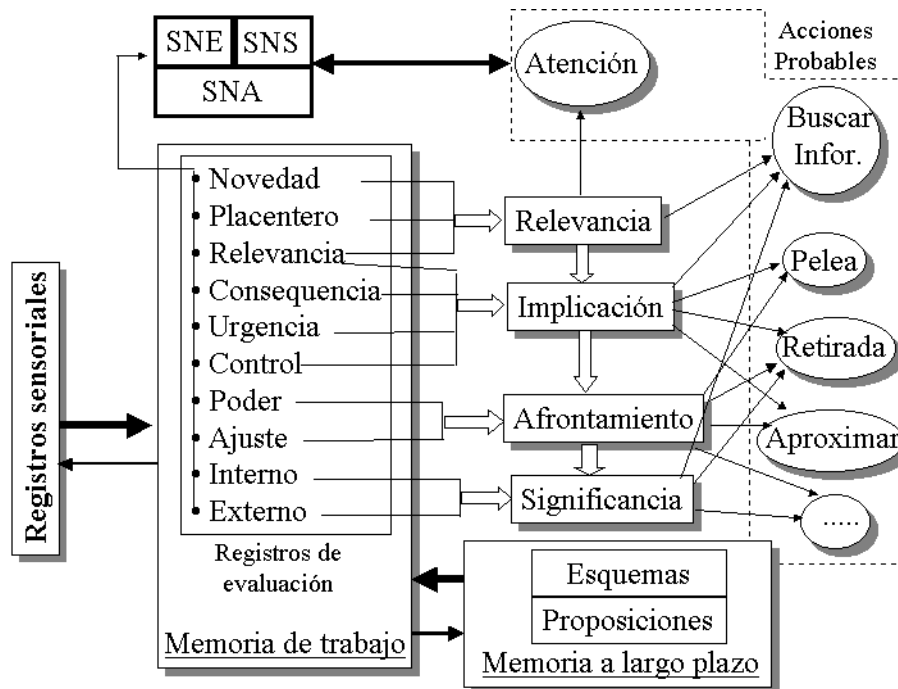 SNE
SNS
SNA
Atención
Acciones
Probables
Buscar
Infor.
Pelea
Retirada
Aproximar
.....
Registros sensoriales
Novedad
Placentero
Relevancia
Consequencia
Urgencia
Control
Poder
Ajuste
Interno
Externo
Registros de
evaluación
Memoria de trabajo
Relevancia
Implicación
Afrontamiento
Significancia
Esquemas
Proposiciones
Memoria a largo plazo